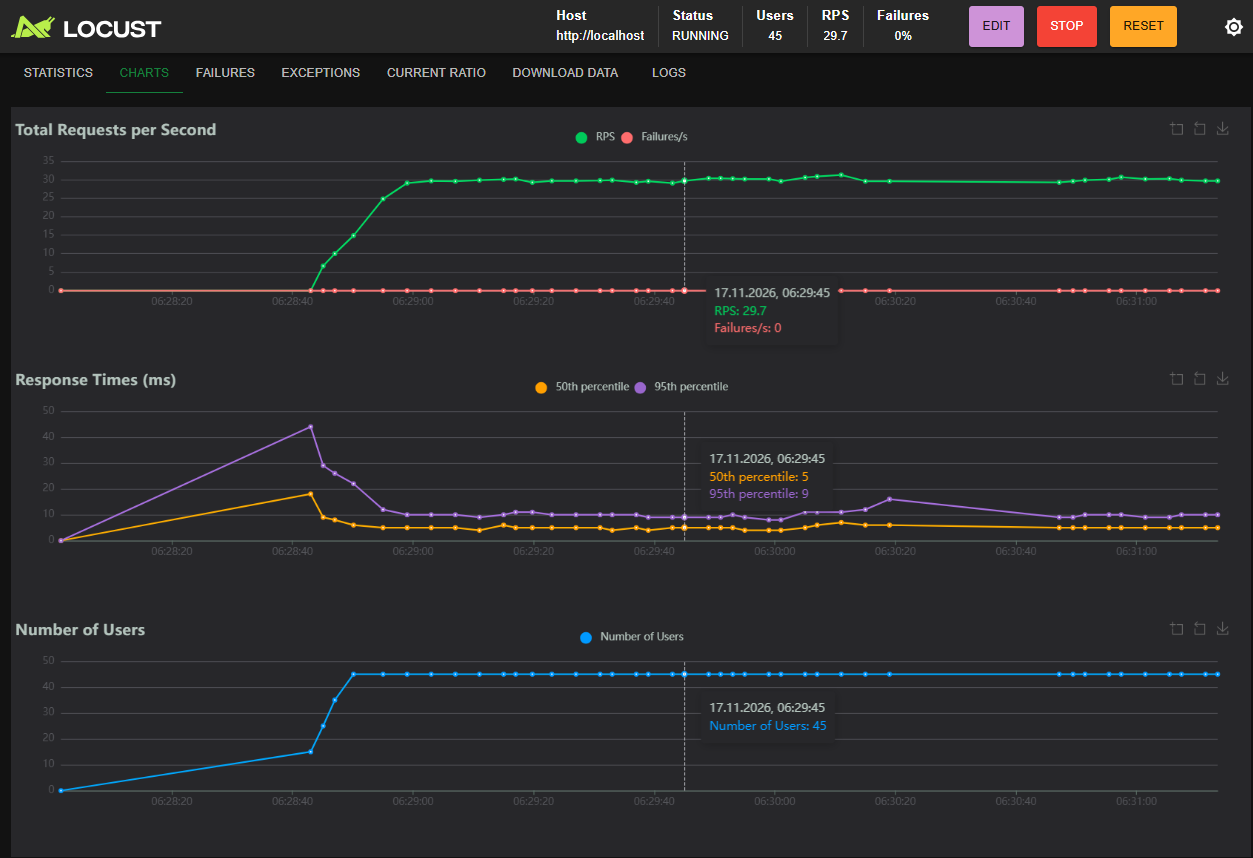 LOCUST
Host
http://localhost
Status
RUNNING
Users
45
RPS
29.7
Failures
0%
EDIT
STOP
RESET
STATISTICS CHARTS FAILURES EXCEPTIONS CURRENT RATIO DOWNLOAD DATA LOGS
Total Requests per Second
RPS Failures/s
35
30
25
20
15
10
5
0
06:28:20 06:28:40 06:29:00 06:29:20 06:29:40 06:30:20 06:30:40 06:31:00
17.11.2026, 06:29:45
RPS: 29.7
Failures/s: 0
Response Times (ms)
50th percentile 95th percentile
50
40
30
20
10
0
06:28:20 06:28:40 06:29:00 06:29:20 06:29:40 06:30:00 06:30:20 06:30:40 06:31:00
17.11.2026, 06:29:45
50th percentile: 5
95th percentile: 9
Number of Users
Number of Users
50
40
30
20
10
0
06:28:20 06:28:40 06:29:00 06:29:20 06:29:40 06:30:00 06:30:20 06:30:40 06:31:00
17.11.2026, 06:29:45
Number of Users: 45